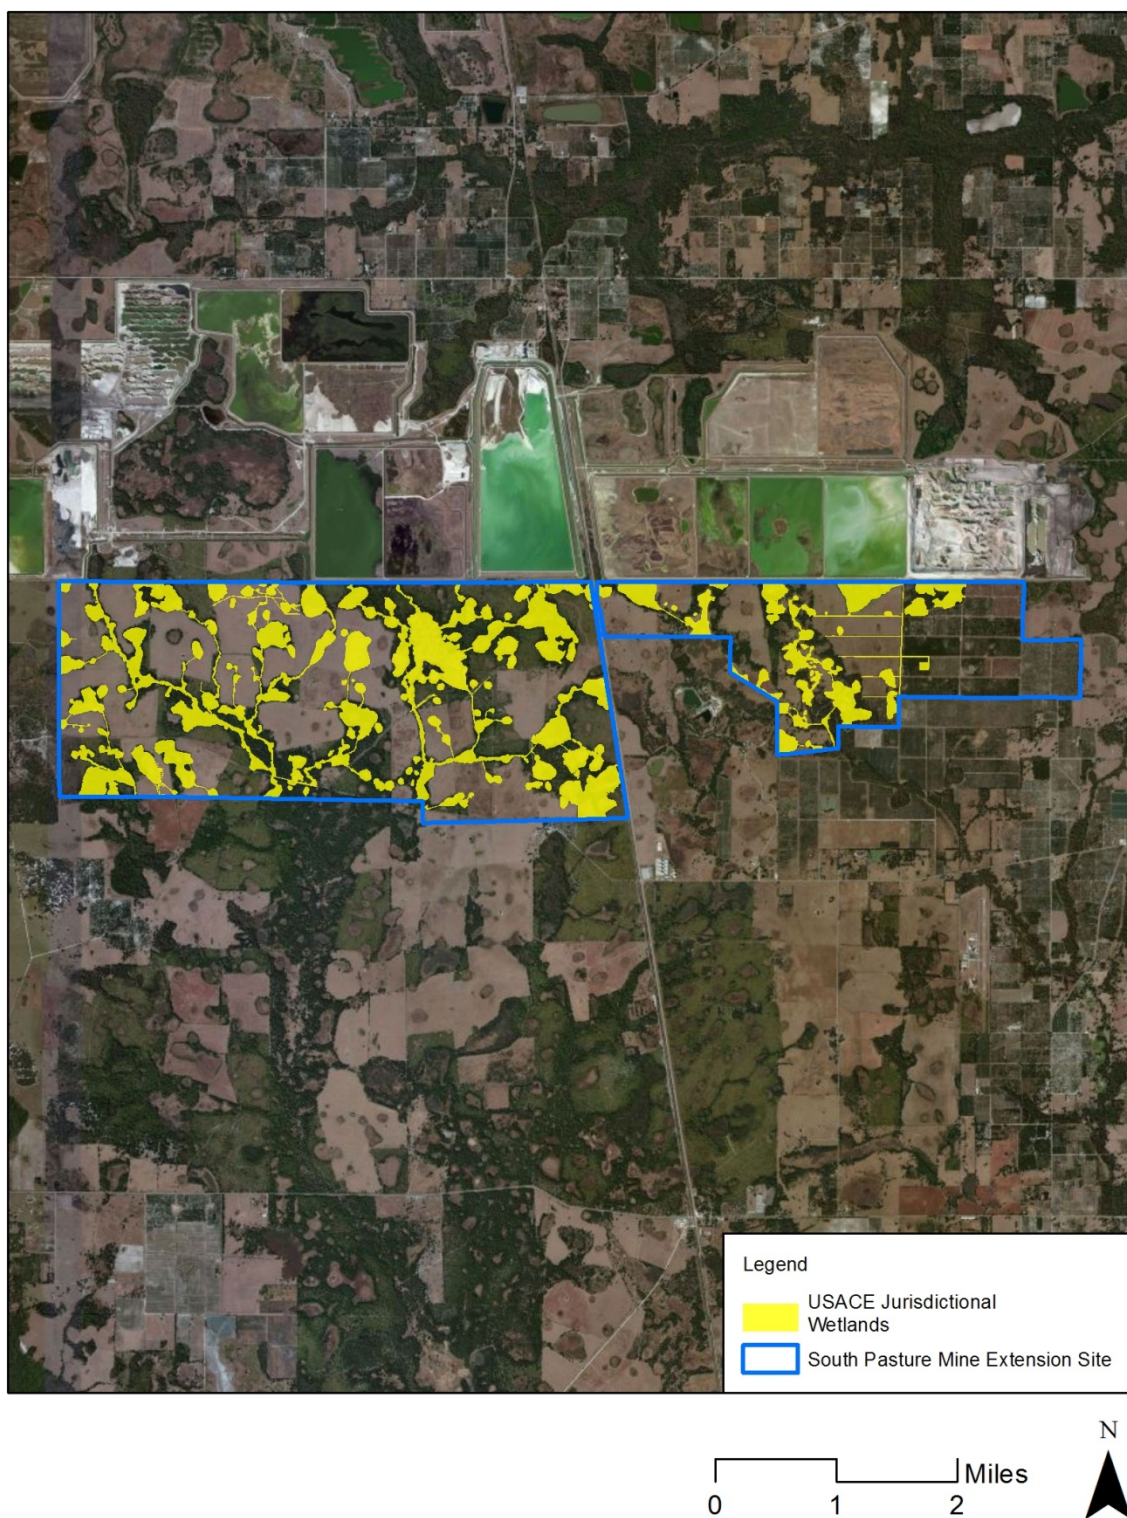 Legend
USACE Jurisdictional
Wetlands
South Pasture Mine Extension Site
N
Miles
0 1 2